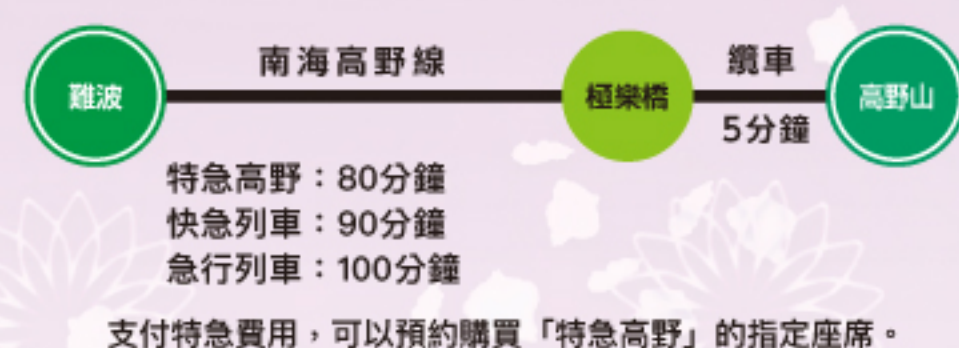 南海高野線
纜車
難波
極樂橋
高野山
5分鐘
特急高野：80分鐘
快急列車：90分鐘
急行列車：100分鐘
支付特急費用，可以預約購買「特急高野」的指定座席。